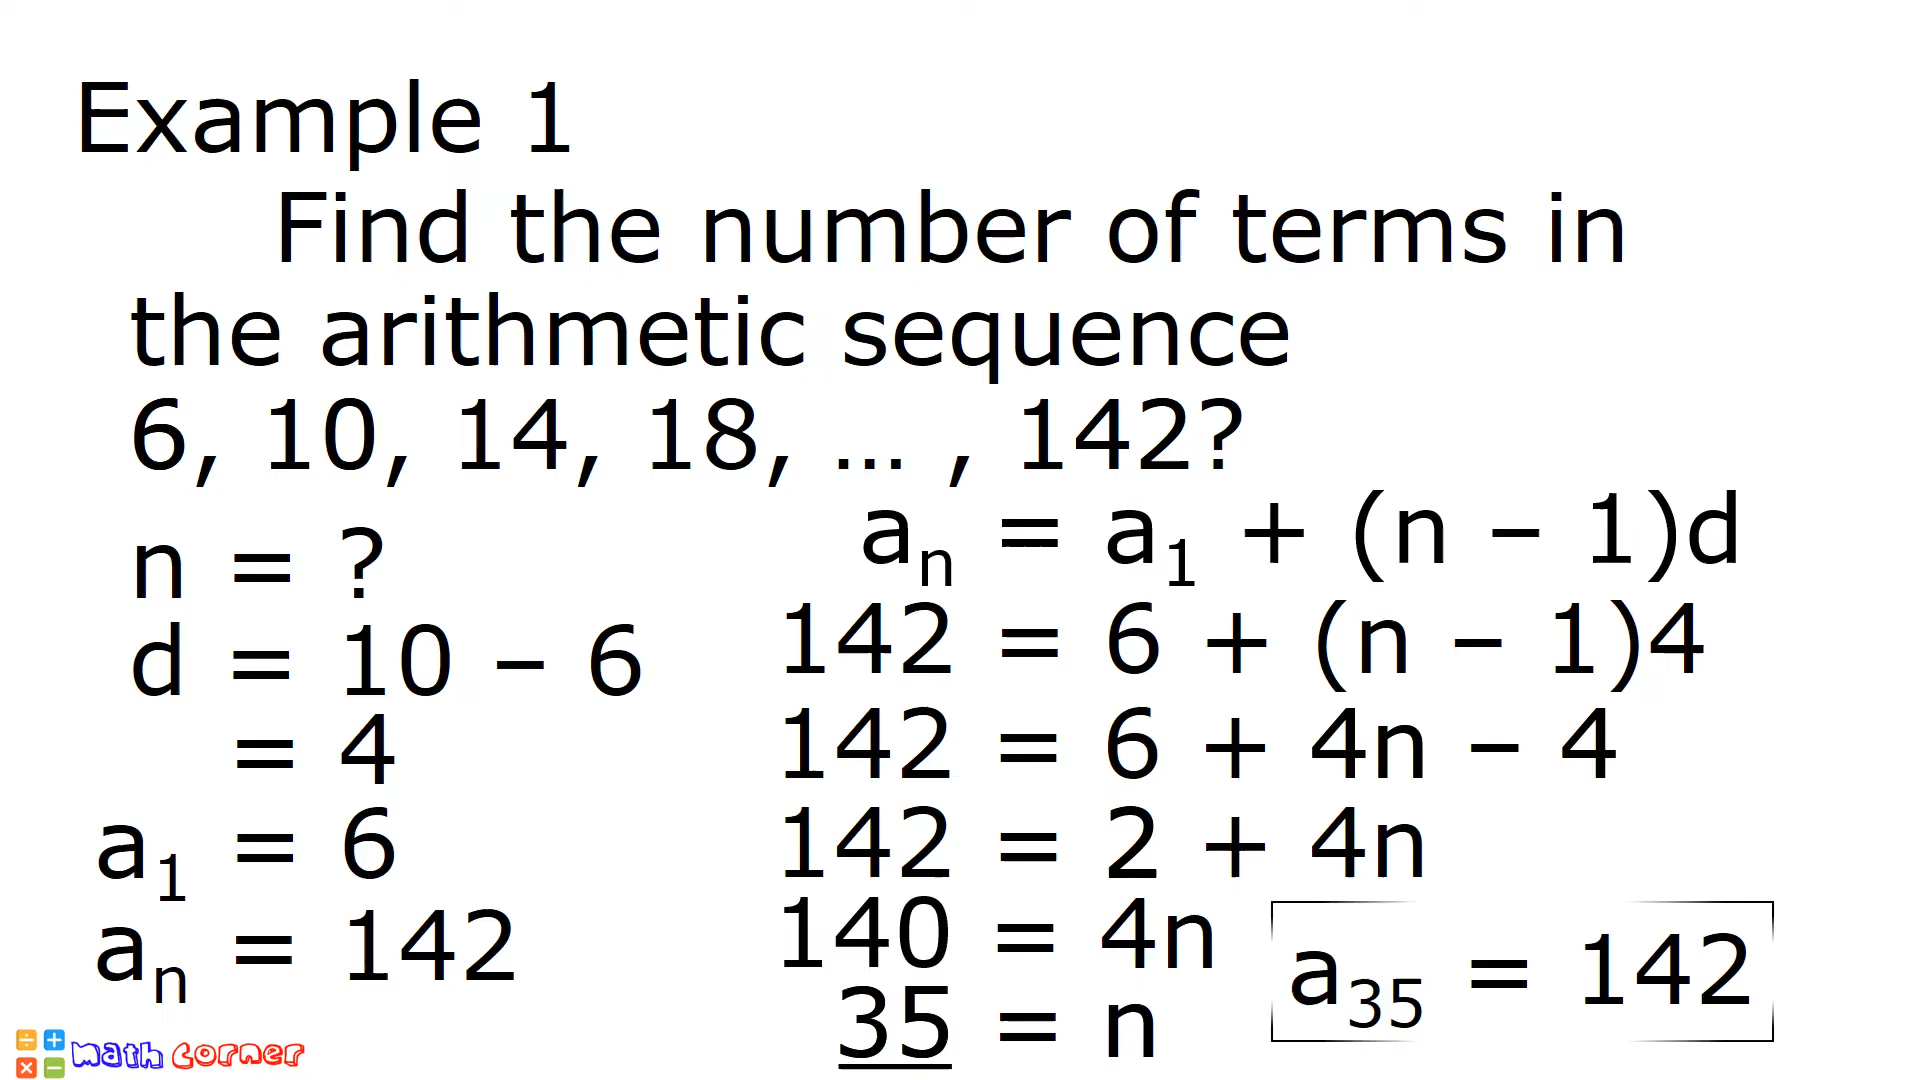 Example 1
Find the number of terms in
the arithmetic sequence
6, 10, 14, 18, … , 142?
n = ?
d = 10 – 6
= 4
a₁ = 6
aₙ = 142
aₙ = a₁ + (n – 1)d
142 = 6 + (n – 1)4
142 = 6 + 4n – 4
142 = 2 + 4n
140 = 4n
35 = n
a₃₅ = 142
math corner